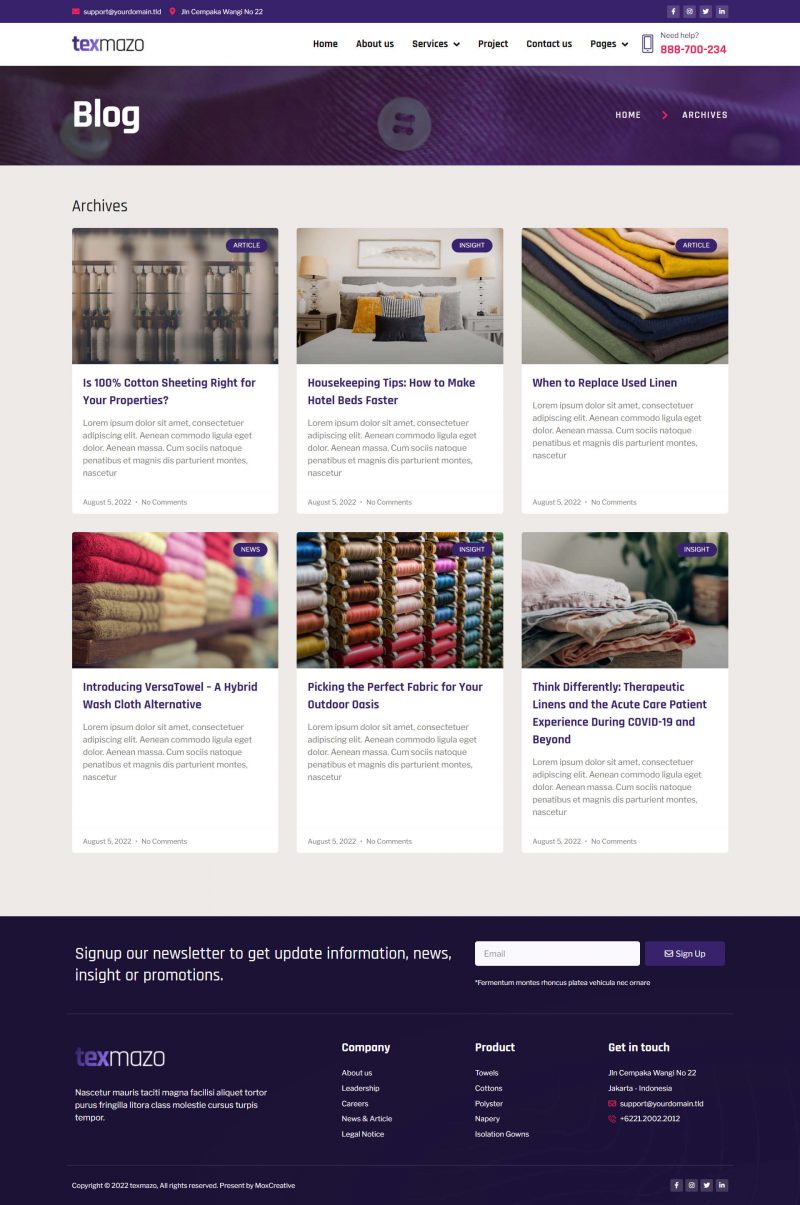 support@yourdomain.tld Jln Cempaka Wangi No 22
texmazo
Home About us Services Project Contact us Pages
Need help?
888-700-234
Blog
HOME ARCHIVES
Archives
ARTICLE
Is 100% Cotton Sheeting Right for
Your Properties?
Lorem ipsum dolor sit amet, consectetuer
adipiscing elit. Aenean commodo ligula eget
dolor. Aenean massa. Cum sociis natoque
penatibus et magnis dis parturient montes,
nascetur
August 5, 2022 • No Comments
INSIGHT
Housekeeping Tips: How to Make
Hotel Beds Faster
Lorem ipsum dolor sit amet, consectetuer
adipiscing elit. Aenean commodo ligula eget
dolor. Aenean massa. Cum sociis natoque
penatibus et magnis dis parturient montes,
nascetur
August 5, 2022 • No Comments
ARTICLE
When to Replace Used Linen
Lorem ipsum dolor sit amet, consectetuer
adipiscing elit. Aenean commodo ligula eget
dolor. Aenean massa. Cum sociis natoque
penatibus et magnis dis parturient montes,
nascetur
August 5, 2022 • No Comments
NEWS
Introducing VersaTowel – A Hybrid
Wash Cloth Alternative
Lorem ipsum dolor sit amet, consectetuer
adipiscing elit. Aenean commodo ligula eget
dolor. Aenean massa. Cum sociis natoque
penatibus et magnis dis parturient montes,
nascetur
August 5, 2022 • No Comments
INSIGHT
Picking the Perfect Fabric for Your
Outdoor Oasis
Lorem ipsum dolor sit amet, consectetuer
adipiscing elit. Aenean commodo ligula eget
dolor. Aenean massa. Cum sociis natoque
penatibus et magnis dis parturient montes,
nascetur
August 5, 2022 • No Comments
INSIGHT
Think Differently: Therapeutic
Linens and the Acute Care Patient
Experience During COVID-19 and
Beyond
Lorem ipsum dolor sit amet, consectetuer
adipiscing elit. Aenean commodo ligula eget
dolor. Aenean massa. Cum sociis natoque
penatibus et magnis dis parturient montes,
nascetur
August 5, 2022 • No Comments
Signup our newsletter to get update information, news,
insight or promotions.
Email
Sign Up
*Fermentum montes rhoncus platea vehicula nec ornare
texmazo
Nascetur mauris taciti magna facilisi aliquet tortor
purus fringilla litora class molestie cursus turpis
tempor.
Company
About us
Leadership
Careers
News & Article
Legal Notice
Product
Towels
Cottons
Polyster
Napery
Isolation Gowns
Get in touch
Jln Cempaka Wangi No 22
Jakarta - Indonesia
support@yourdomain.tld
+6221.2002.2012
Copyright © 2022 texmazo, All rights reserved. Present by MoxCreative